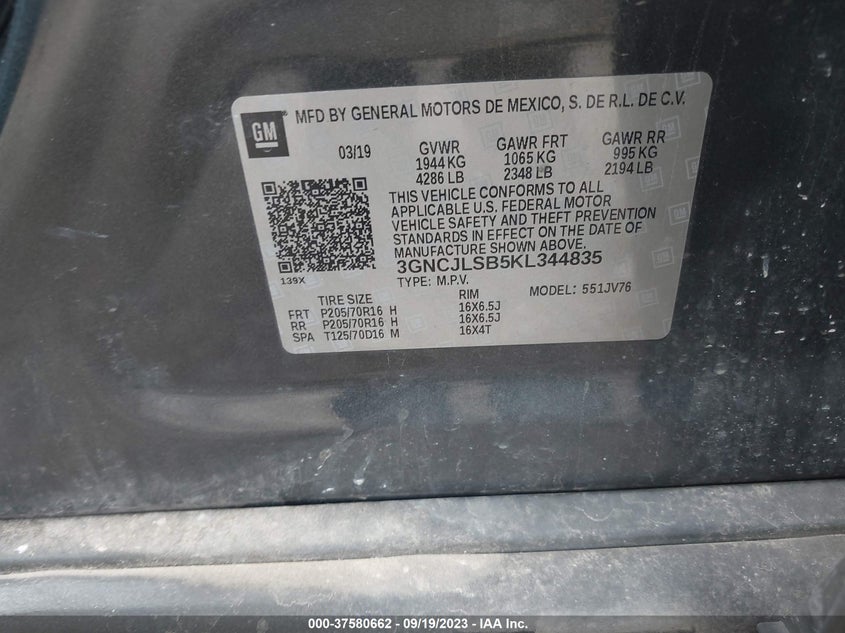 GM
MFD BY GENERAL MOTORS DE MEXICO, S. DE R.L. DE C.V.
03/19 GVWR GAWR FRT GAWR RR
1944 KG 1065 KG 995 KG
4286 LB 2348 LB 2194 LB
THIS VEHICLE CONFORMS TO ALL
APPLICABLE U.S. FEDERAL MOTOR
VEHICLE SAFETY AND THEFT PREVENTION
STANDARDS IN EFFECT ON THE DATE OF
MANUFACTURE SHOWN ABOVE.
139X
3GNCJLSB5KL344835
TYPE: M.P.V. MODEL: 551JV76
TIRE SIZE RIM
FRT P205/70R16 H 16X6.5J
RR P205/70R16 H 16X6.5J
SPA T125/70D16 M 16X4T
000-37580662 - 09/19/2023 - IAA Inc.